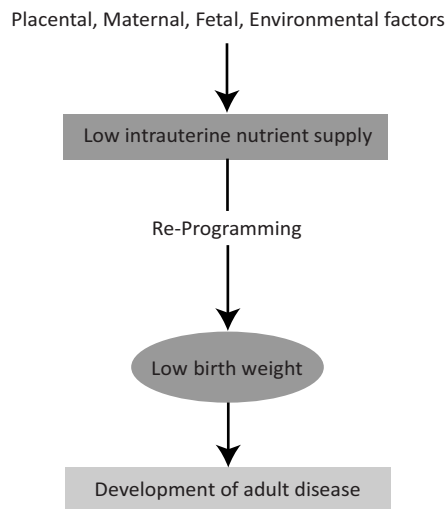 Placental, Maternal, Fetal, Environmental factors
Low intrauterine nutrient supply
Re-Programming
Low birth weight
Development of adult disease